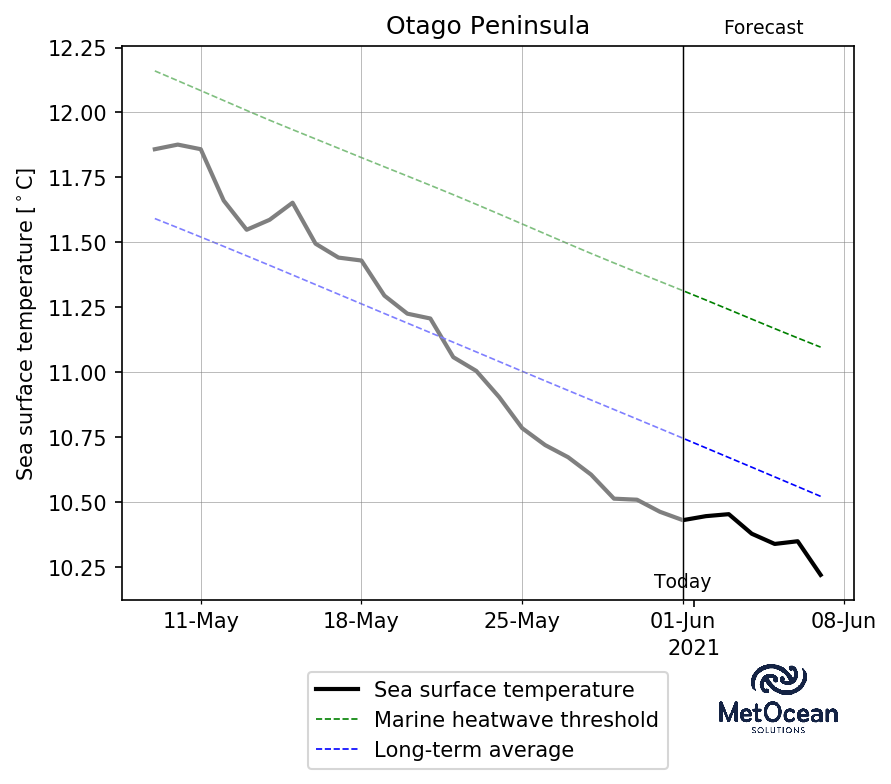 Otago Peninsula
Forecast
Sea surface temperature [°C]
12.25
12.00
11.75
11.50
11.25
11.00
10.75
10.50
10.25
Today
11-May 18-May 25-May 01-Jun 08-Jun
2021
Sea surface temperature
Marine heatwave threshold
Long-term average
MetOcean
SOLUTIONS